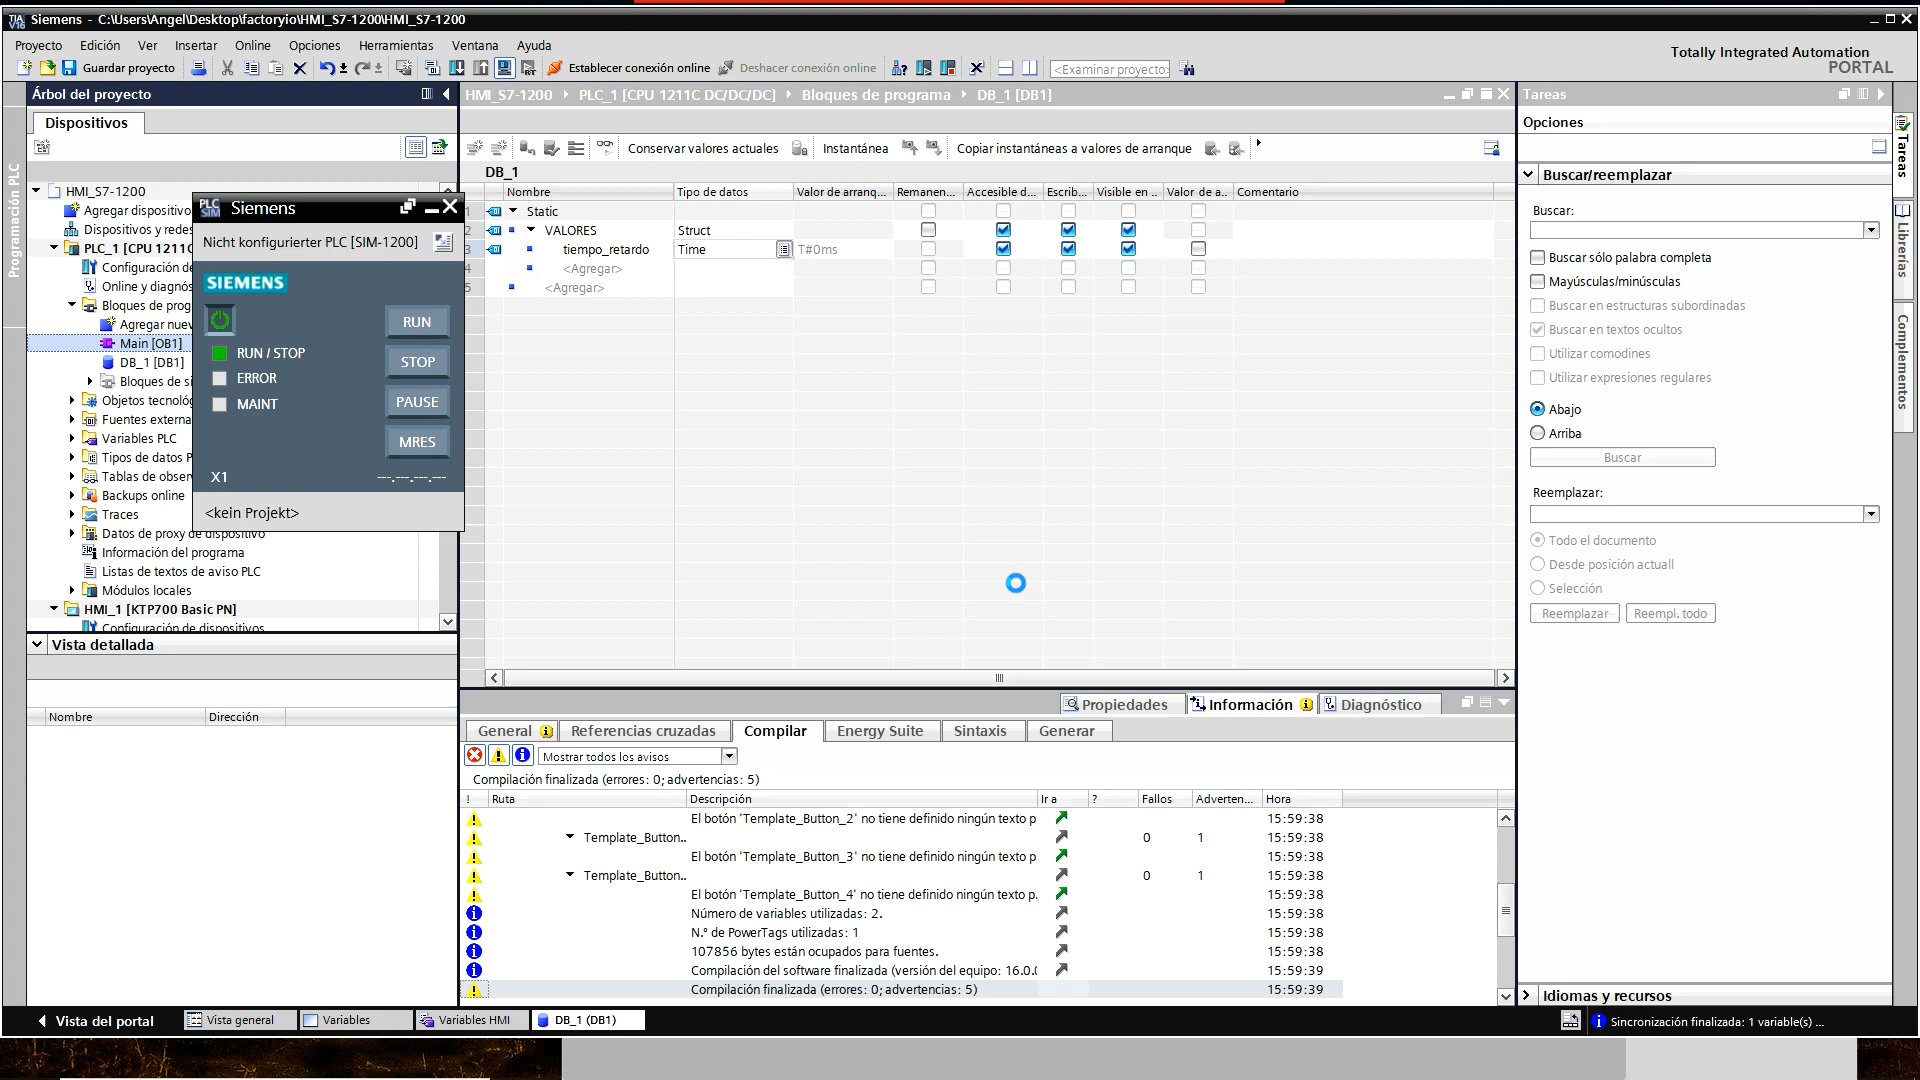 TIA V16
Siemens - C:\Users\Angel\Desktop\factoryio\HMI_S7-1200\HMI_S7-1200
Proyecto Edición Ver Insertar Online Opciones Herramientas Ventana Ayuda
Totally Integrated Automation
PORTAL
Guardar proyecto Establecer conexión online Deshacer conexión online <Examinar proyecto>
Árbol del proyecto
HMI_S7-1200 PLC_1 [CPU 1211C DC/DC/DC] Bloques de programa DB_1 [DB1]
Tareas
Dispositivos
Programación PLC
HMI_S7-1200
Agregar dispositivo
Dispositivos y redes
PLC_1 [CPU 1211C
Configuración de
Online y diagnós
Bloques de prog
Agregar nuev
Main [OB1]
DB_1 [DB1]
Bloques de si
Objetos tecnológ
Fuentes externa
Variables PLC
Tipos de datos P
Tablas de obser
Backups online
Traces
Datos de proxy de dispositivo
Información del programa
Listas de textos de aviso PLC
Módulos locales
HMI_1 [KTP700 Basic PN]
Configuración de dispositivos
PLC SIM
Siemens
Nicht konfigurierter PLC [SIM-1200]
SIEMENS
RUN
RUN / STOP
STOP
ERROR
PAUSE
MAINT
MRES
X1 ---.---.---.---
<kein Projekt>
Vista detallada
Nombre Dirección
Conservar valores actuales Instantánea Copiar instantáneas a valores de arranque
DB_1
Nombre Tipo de datos Valor de arranq... Remanen... Accesible d... Escrib... Visible en .. Valor de a.. Comentario
1 Static
2 VALORES Struct
3 tiempo_retardo Time T#0ms
4 <Agregar>
5 <Agregar>
Propiedades Información Diagnóstico
General Referencias cruzadas Compilar Energy Suite Sintaxis Generar
Mostrar todos los avisos
Compilación finalizada (errores: 0; advertencias: 5)
! Ruta Descripción Ir a ? Fallos Adverten... Hora
El botón 'Template_Button_2' no tiene definido ningún texto p 15:59:38
Template_Button.. 0 1 15:59:38
El botón 'Template_Button_3' no tiene definido ningún texto p 15:59:38
Template_Button.. 0 1 15:59:38
El botón 'Template_Button_4' no tiene definido ningún texto p. 15:59:38
Número de variables utilizadas: 2. 15:59:38
N.º de PowerTags utilizadas: 1 15:59:38
107856 bytes están ocupados para fuentes. 15:59:38
Compilación del software finalizada (versión del equipo: 16.0.0 15:59:39
Compilación finalizada (errores: 0; advertencias: 5) 15:59:39
Opciones
Buscar/reemplazar
Buscar:
Buscar sólo palabra completa
Mayúsculas/minúsculas
Buscar en estructuras subordinadas
Buscar en textos ocultos
Utilizar comodines
Utilizar expresiones regulares
Abajo
Arriba
Buscar
Reemplazar:
Todo el documento
Desde posición actuall
Selección
Reemplazar Reempl. todo
Idiomas y recursos
Tareas
Librerías
Complementos
Vista del portal Vista general Variables Variables HMI DB_1 (DB1) Sincronización finalizada: 1 variable(s) ...